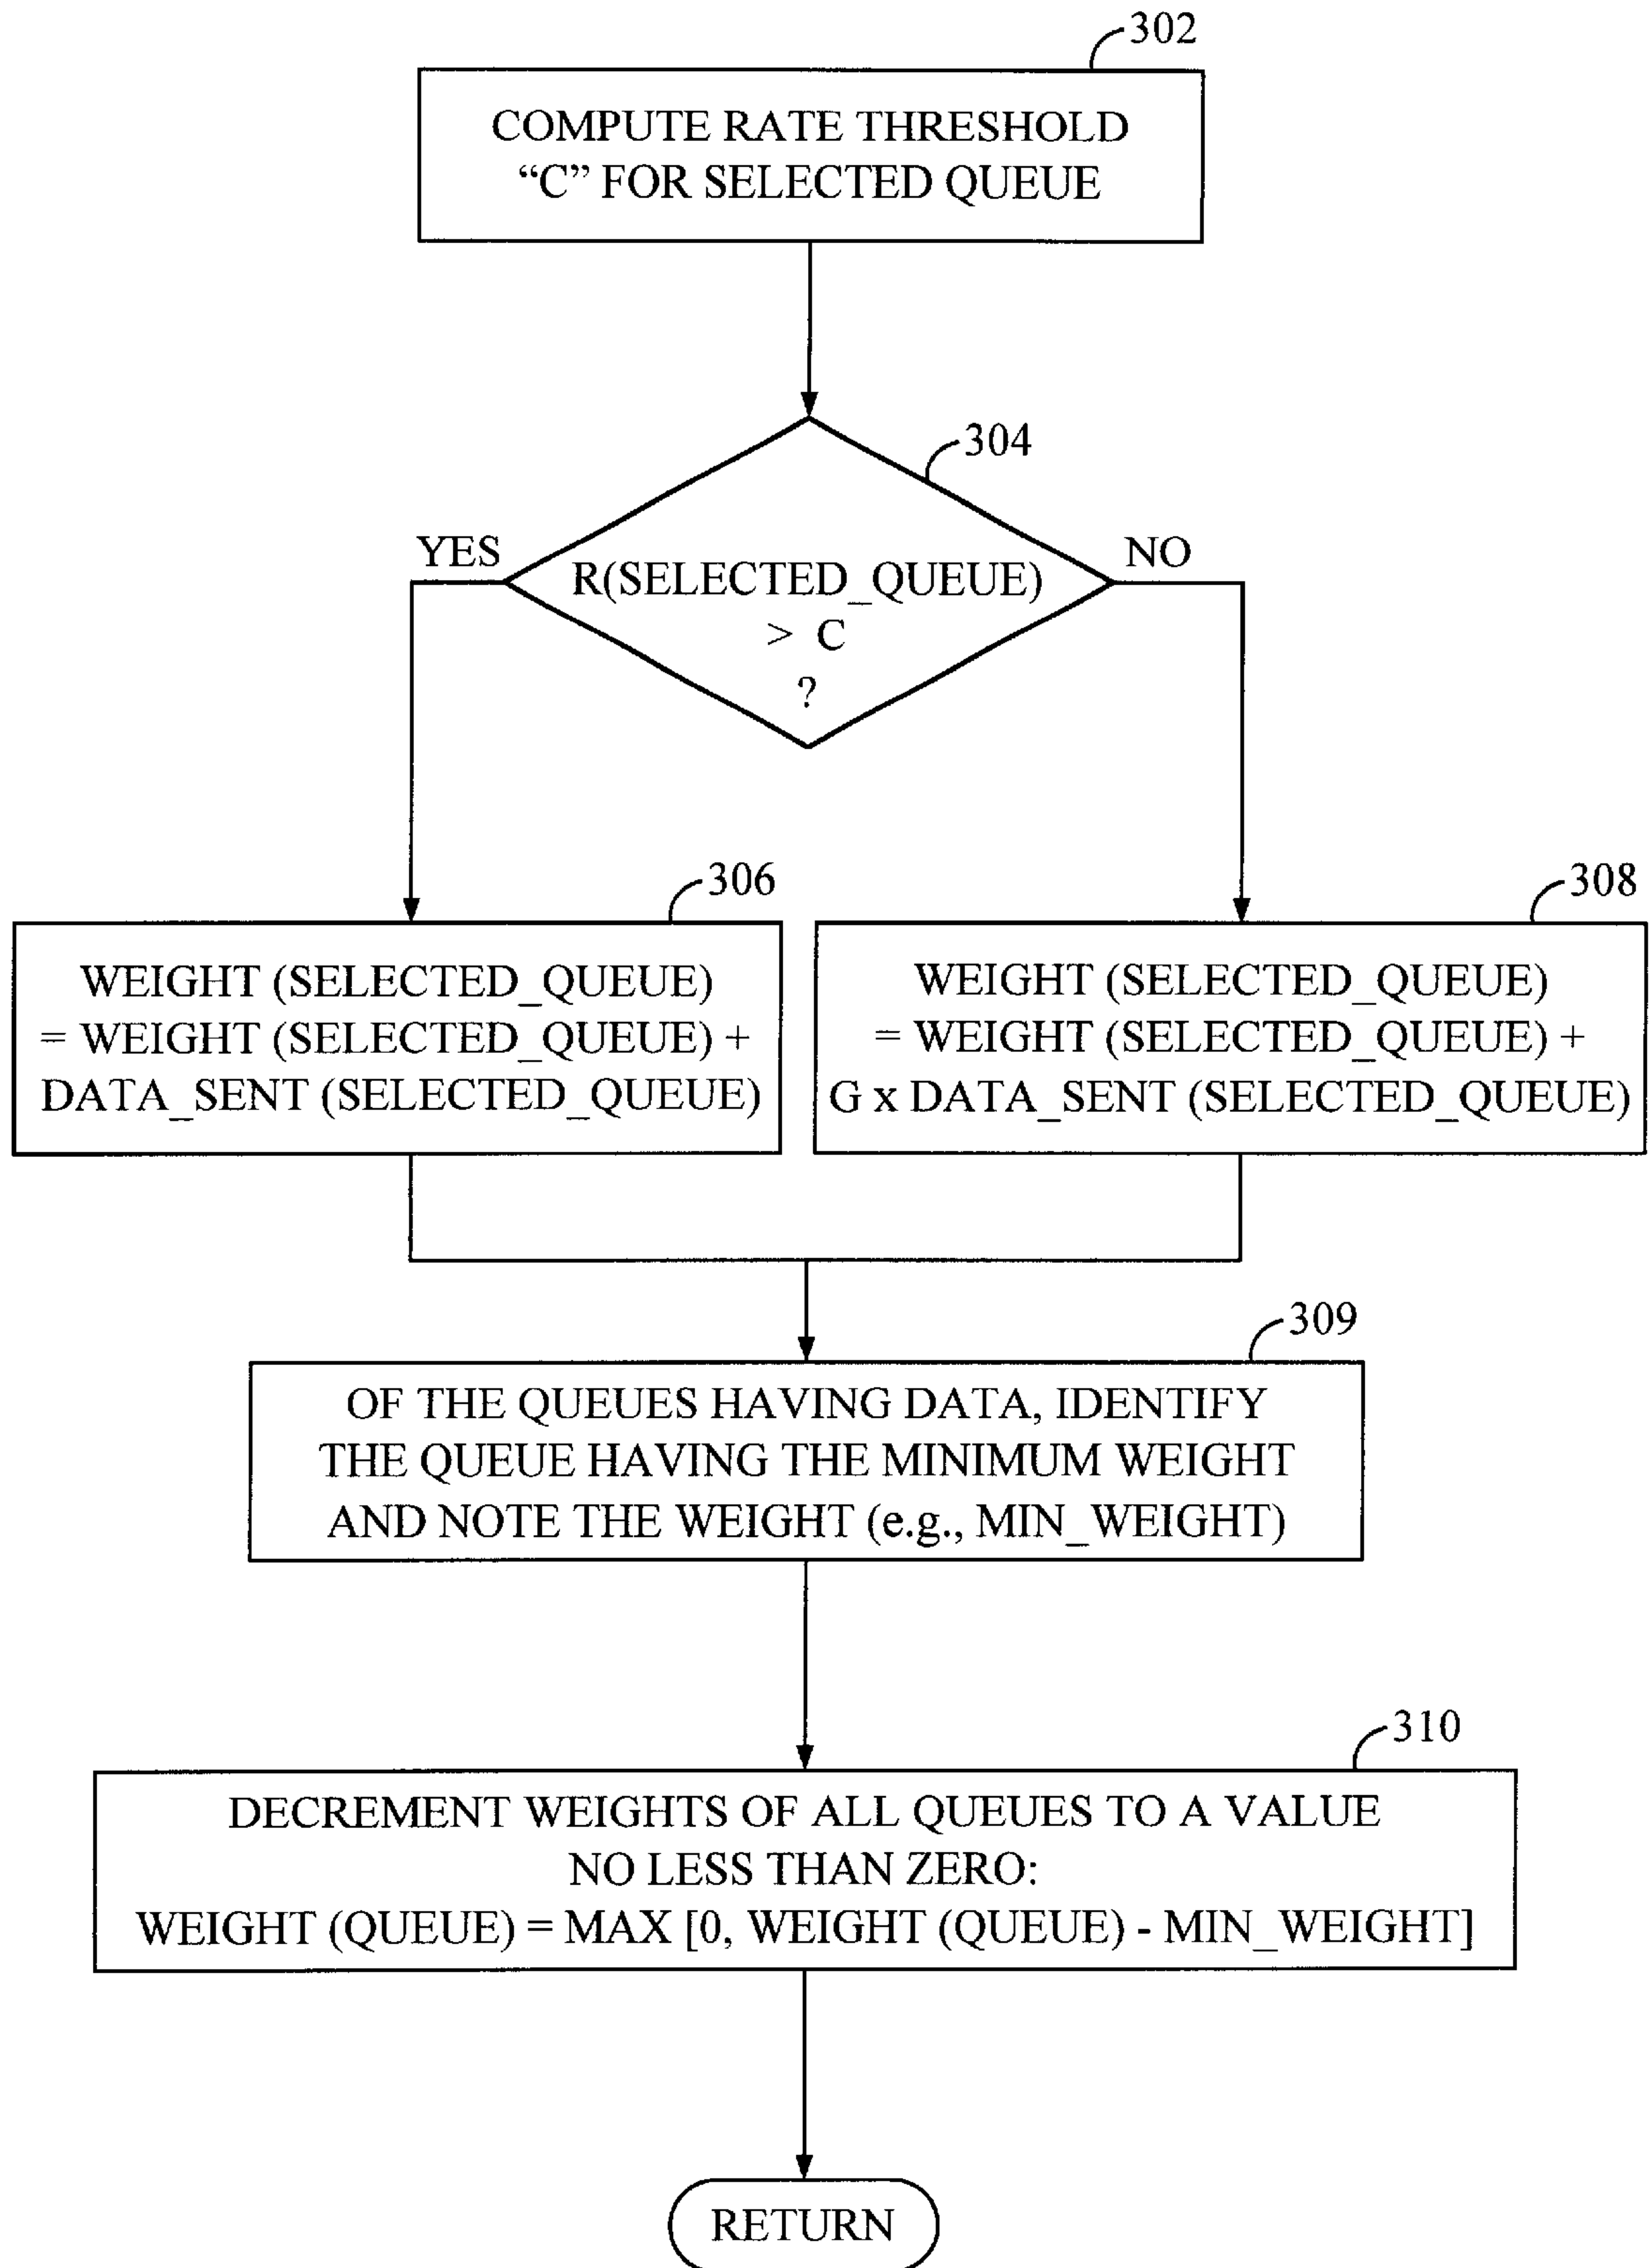 302
COMPUTE RATE THRESHOLD
“C” FOR SELECTED QUEUE
304
YES
NO
R(SELECTED_QUEUE)
> C
?
306
WEIGHT (SELECTED_QUEUE)
= WEIGHT (SELECTED_QUEUE) +
DATA_SENT (SELECTED_QUEUE)
308
WEIGHT (SELECTED_QUEUE)
= WEIGHT (SELECTED_QUEUE) +
G x DATA_SENT (SELECTED_QUEUE)
309
OF THE QUEUES HAVING DATA, IDENTIFY
THE QUEUE HAVING THE MINIMUM WEIGHT
AND NOTE THE WEIGHT (e.g., MIN_WEIGHT)
310
DECREMENT WEIGHTS OF ALL QUEUES TO A VALUE
NO LESS THAN ZERO:
WEIGHT (QUEUE) = MAX [0, WEIGHT (QUEUE) - MIN_WEIGHT]
RETURN